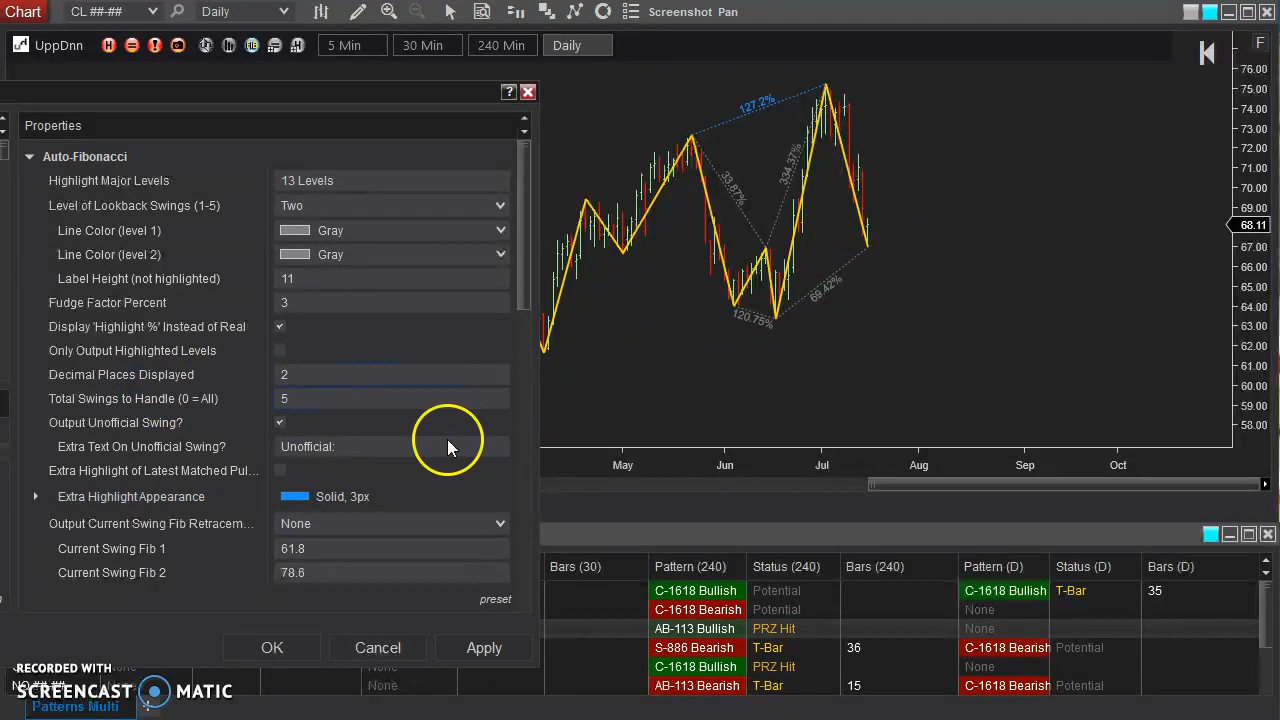 Chart CL ##-## Daily Screenshot Pan
UppDnn 5 Min 30 Min 240 Min Daily F
? 
Properties
Auto-Fibonacci
Highlight Major Levels 13 Levels
Level of Lookback Swings (1-5) Two
Line Color (level 1) Gray
Line Color (level 2) Gray
Label Height (not highlighted) 11
Fudge Factor Percent 3
Display 'Highlight %' Instead of Real
Only Output Highlighted Levels
Decimal Places Displayed 2
Total Swings to Handle (0 = All) 5
Output Unofficial Swing?
Extra Text On Unofficial Swing? Unofficial:
Extra Highlight of Latest Matched Pul...
Extra Highlight Appearance Solid, 3px
Output Current Swing Fib Retracem... None
Current Swing Fib 1 61.8
Current Swing Fib 2 78.6
preset
OK Cancel Apply
127.2%
33.87%
334.37%
120.75%
69.42%
76.00
75.00
74.00
73.00
72.00
71.00
70.00
69.00
68.11
67.00
66.00
65.00
64.00
63.00
62.00
61.00
60.00
59.00
58.00
May Jun Jul Aug Sep Oct
Bars (30) Pattern (240) Status (240) Bars (240) Pattern (D) Status (D) Bars (D)
C-1618 Bullish Potential C-1618 Bullish T-Bar 35
C-1618 Bearish Potential None
AB-113 Bullish PRZ Hit None
S-886 Bearish T-Bar 36 C-1618 Bearish Potential
C-1618 Bullish PRZ Hit None
AB-113 Bearish T-Bar 15 C-1618 Bearish Potential
None
None
RECORDED WITH
SCREENCAST MATIC
Patterns Multi +